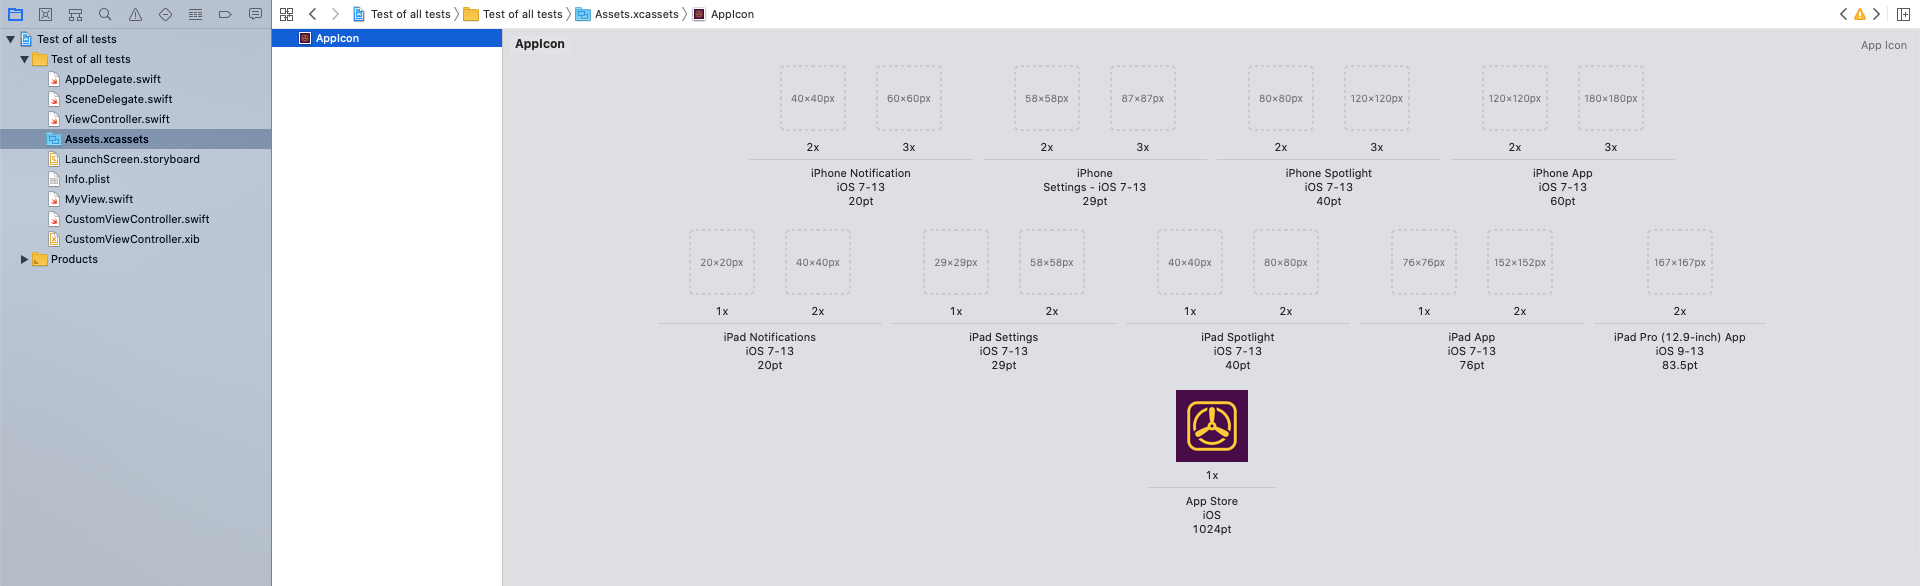 Test of all tests
Test of all tests
AppDelegate.swift
SceneDelegate.swift
ViewController.swift
Assets.xcassets
LaunchScreen.storyboard
Info.plist
MyView.swift
CustomViewController.swift
CustomViewController.xib
Products
Test of all tests Test of all tests Assets.xcassets AppIcon
AppIcon
AppIcon
App Icon
40×40px 60×60px 58×58px 87×87px 80×80px 120×120px 120×120px 180×180px
2x 3x 2x 3x 2x 3x 2x 3x
iPhone Notification
iOS 7-13
20pt
iPhone
Settings - iOS 7-13
29pt
iPhone Spotlight
iOS 7-13
40pt
iPhone App
iOS 7-13
60pt
20×20px 40×40px 29×29px 58×58px 40×40px 80×80px 76×76px 152×152px 167×167px
1x 2x 1x 2x 1x 2x 1x 2x 2x
iPad Notifications
iOS 7-13
20pt
iPad Settings
iOS 7-13
29pt
iPad Spotlight
iOS 7-13
40pt
iPad App
iOS 7-13
76pt
iPad Pro (12.9-inch) App
iOS 9-13
83.5pt
1x
App Store
iOS
1024pt